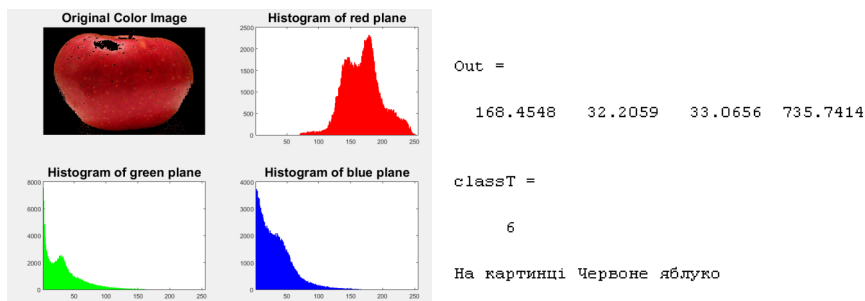 Original Color Image
Histogram of red plane
2500
2000
1500
1000
500
0
50 100 150 200 250
Histogram of green plane
8000
6000
4000
2000
0
50 100 150 200 250
Histogram of blue plane
4000
3000
2000
1000
0
50 100 150 200 250
Out =
168.4548 32.2059 33.0656 735.7414
classT =
6
На картинці Червоне яблуко